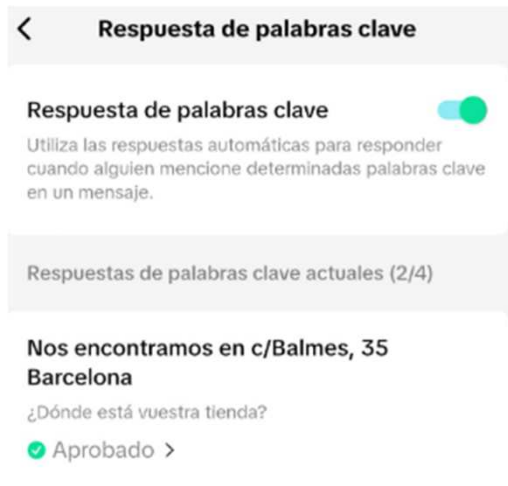 Respuesta de palabras clave
Respuesta de palabras clave
Utiliza las respuestas automáticas para responder
cuando alguien mencione determinadas palabras clave
en un mensaje.
Respuestas de palabras clave actuales (2/4)
Nos encontramos en c/Balmes, 35
Barcelona
¿Dónde está vuestra tienda?
Aprobado >